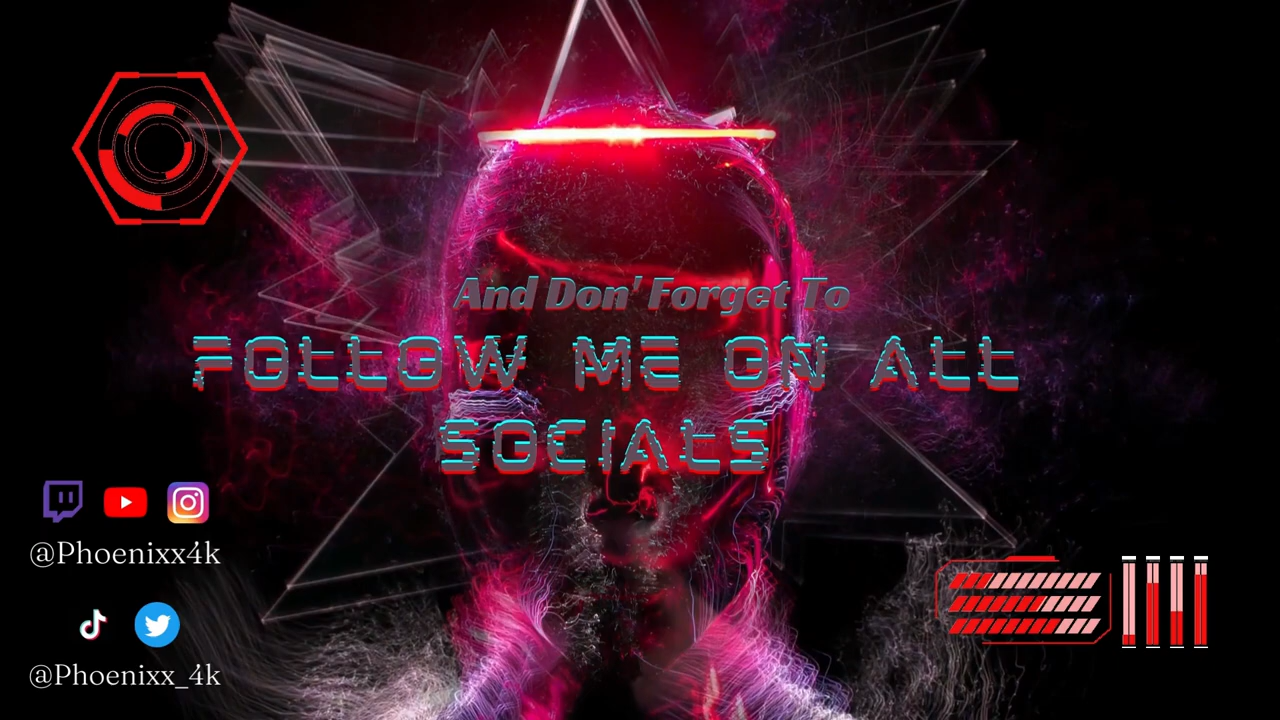 And Don' Forget To
FOLLOW ME ON ALL
SOCIALS
@Phoenixx4k
@Phoenixx_4k